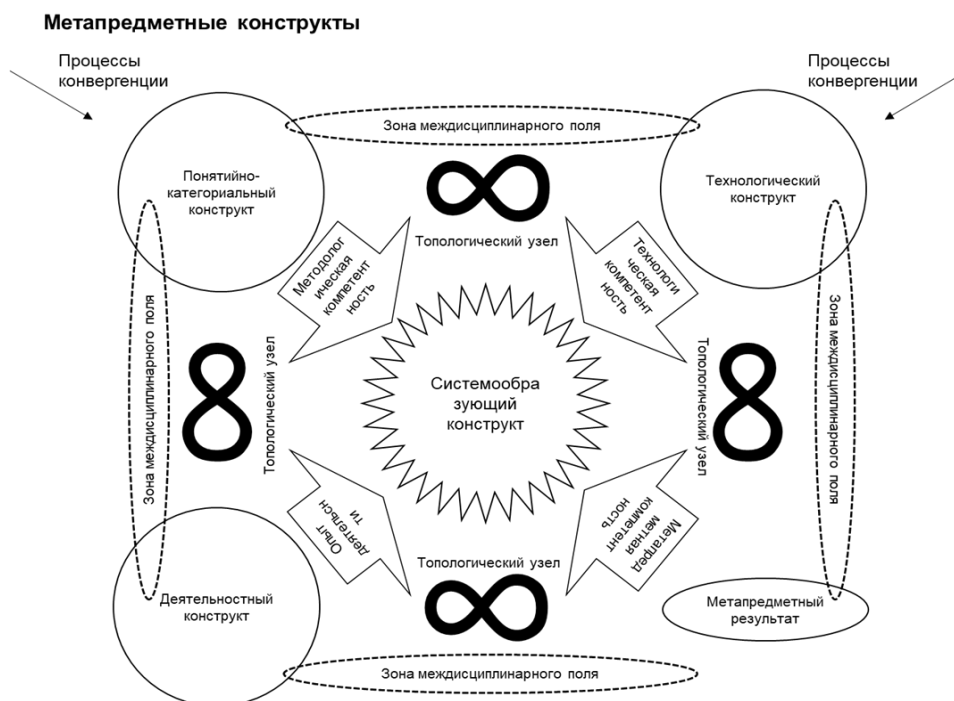 Метапредметные конструкты
Процессы
конвергенции
Процессы
конвергенции
Зона междисциплинарного поля
Понятийно-
категориальный
конструкт
Технологический
конструкт
Топологический узел
Методолог
ическая
компетент
ность
Технологи
ческая
компетент
ность
Зона междисциплинарного поля
Топологический узел
Системообра
зующий
конструкт
Топологический узел
Зона междисциплинарного поля
Опыт
деятельсн
ти
Метапред
метная
компетент
ность
Топологический узел
Деятельностный
конструкт
Метапредметный
результат
Зона междисциплинарного поля